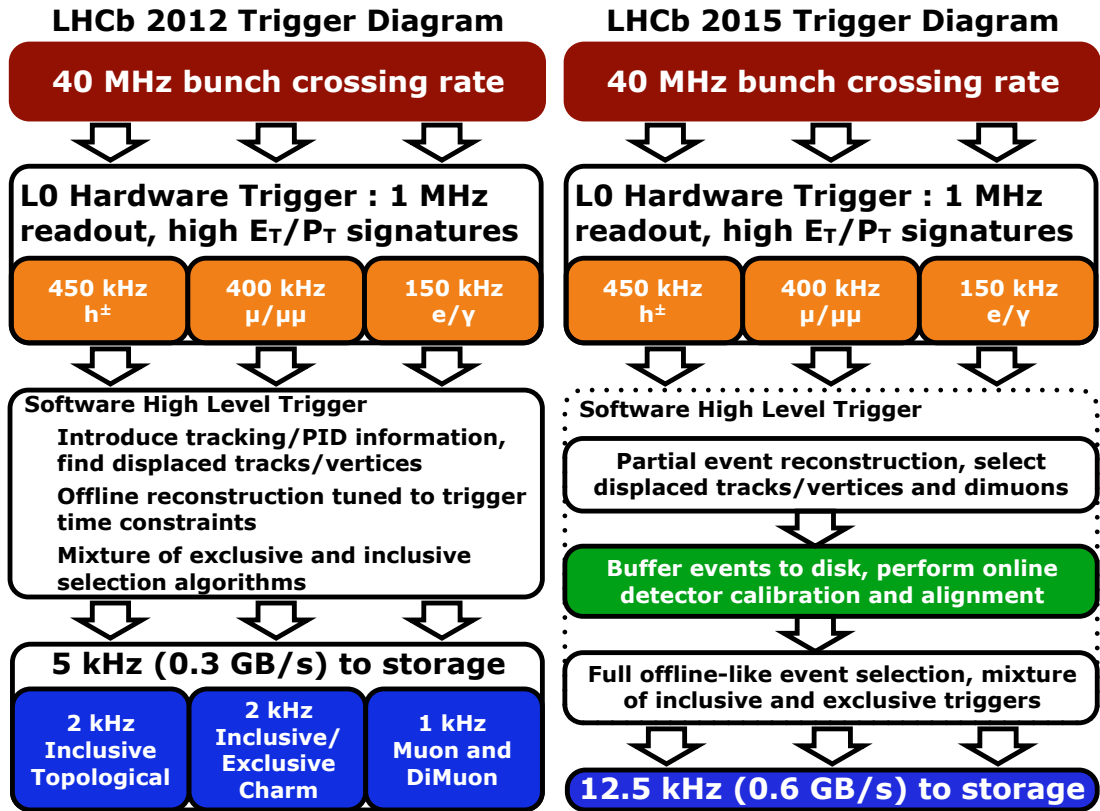 LHCb 2012 Trigger Diagram
40 MHz bunch crossing rate
L0 Hardware Trigger : 1 MHz
readout, high E_T/P_T signatures
450 kHz
h±
400 kHz
µ/µµ
150 kHz
e/γ
Software High Level Trigger
Introduce tracking/PID information,
find displaced tracks/vertices
Offline reconstruction tuned to trigger
time constraints
Mixture of exclusive and inclusive
selection algorithms
5 kHz (0.3 GB/s) to storage
2 kHz
Inclusive
Topological
2 kHz
Inclusive/
Exclusive
Charm
1 kHz
Muon and
DiMuon
LHCb 2015 Trigger Diagram
40 MHz bunch crossing rate
L0 Hardware Trigger : 1 MHz
readout, high E_T/P_T signatures
450 kHz
h±
400 kHz
µ/µµ
150 kHz
e/γ
Software High Level Trigger
Partial event reconstruction, select
displaced tracks/vertices and dimuons
Buffer events to disk, perform online
detector calibration and alignment
Full offline-like event selection, mixture
of inclusive and exclusive triggers
12.5 kHz (0.6 GB/s) to storage